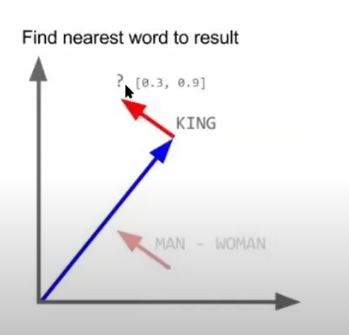 Find nearest word to result
? [0.3, 0.9]
KING
MAN - WOMAN